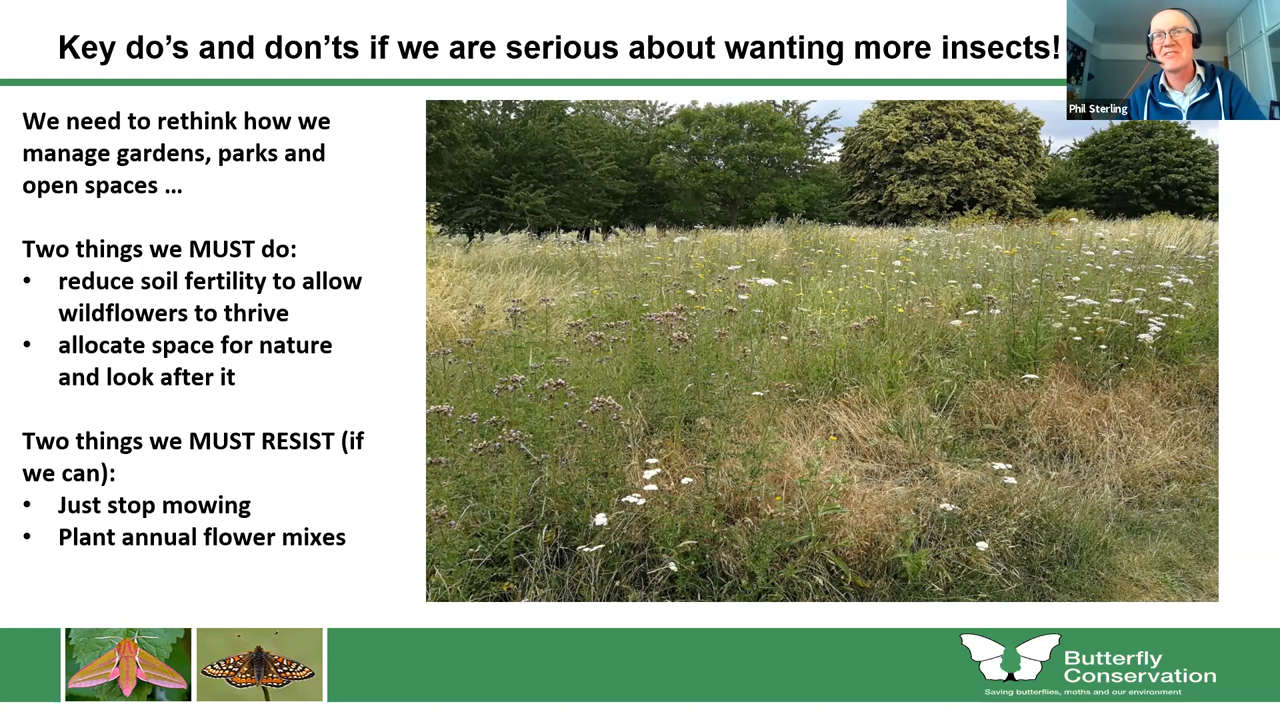 Key do’s and don’ts if we are serious about wanting more insects!
Phil Sterling
We need to rethink how we
manage gardens, parks and
open spaces …
Two things we MUST do:
• reduce soil fertility to allow
wildflowers to thrive
• allocate space for nature
and look after it
Two things we MUST RESIST (if
we can):
• Just stop mowing
• Plant annual flower mixes
Butterfly
Conservation
Saving butterflies, moths and our environment